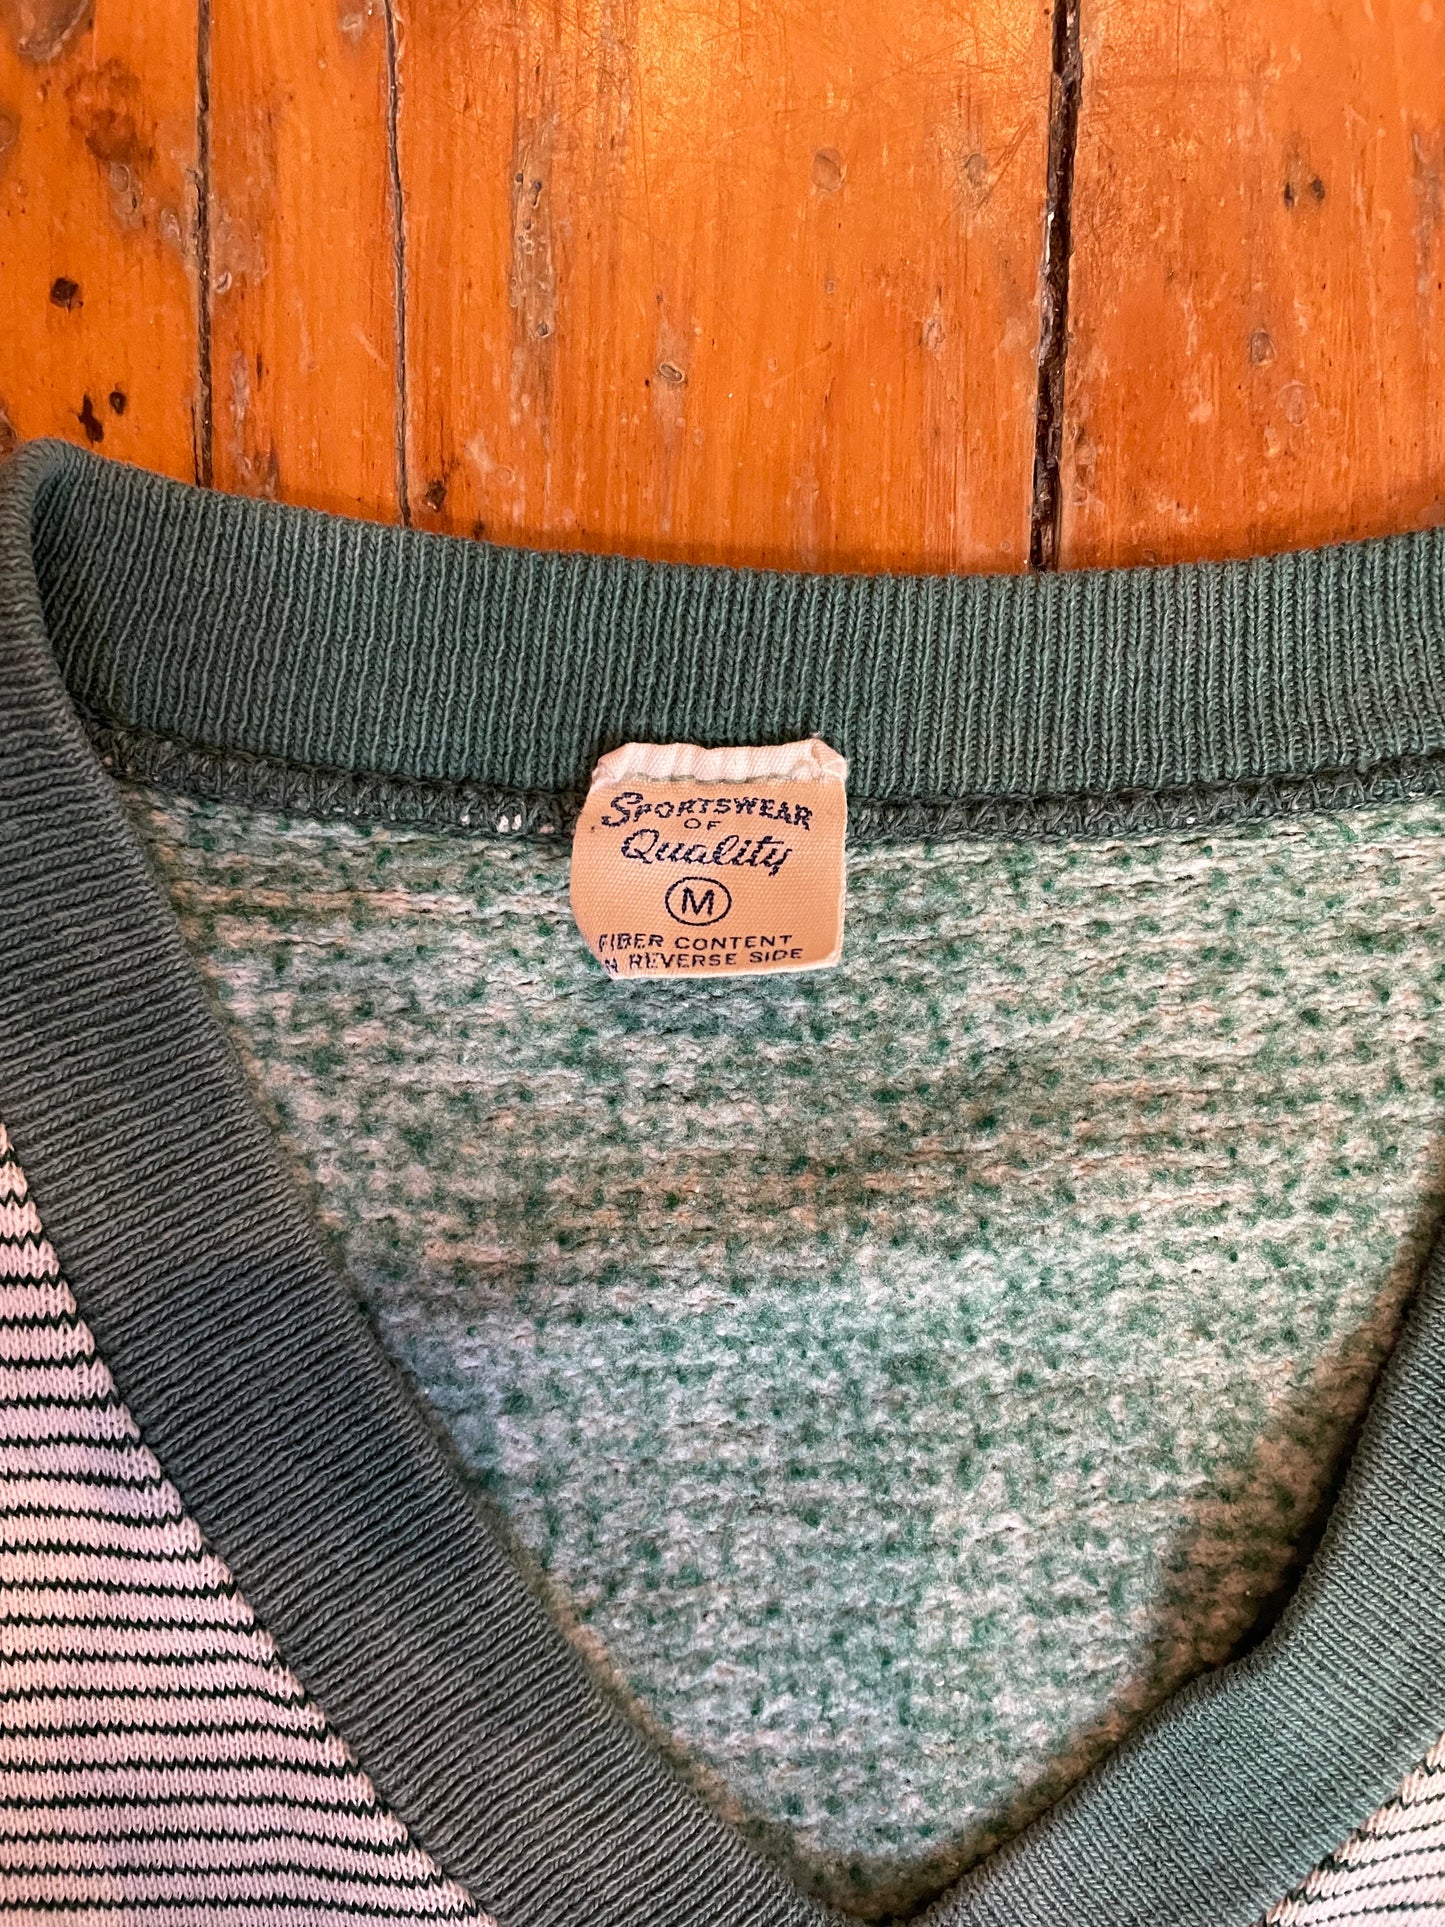 SPORTSWEAR
OF
Quality
M
FIBER CONTENT
N REVERSE SIDE